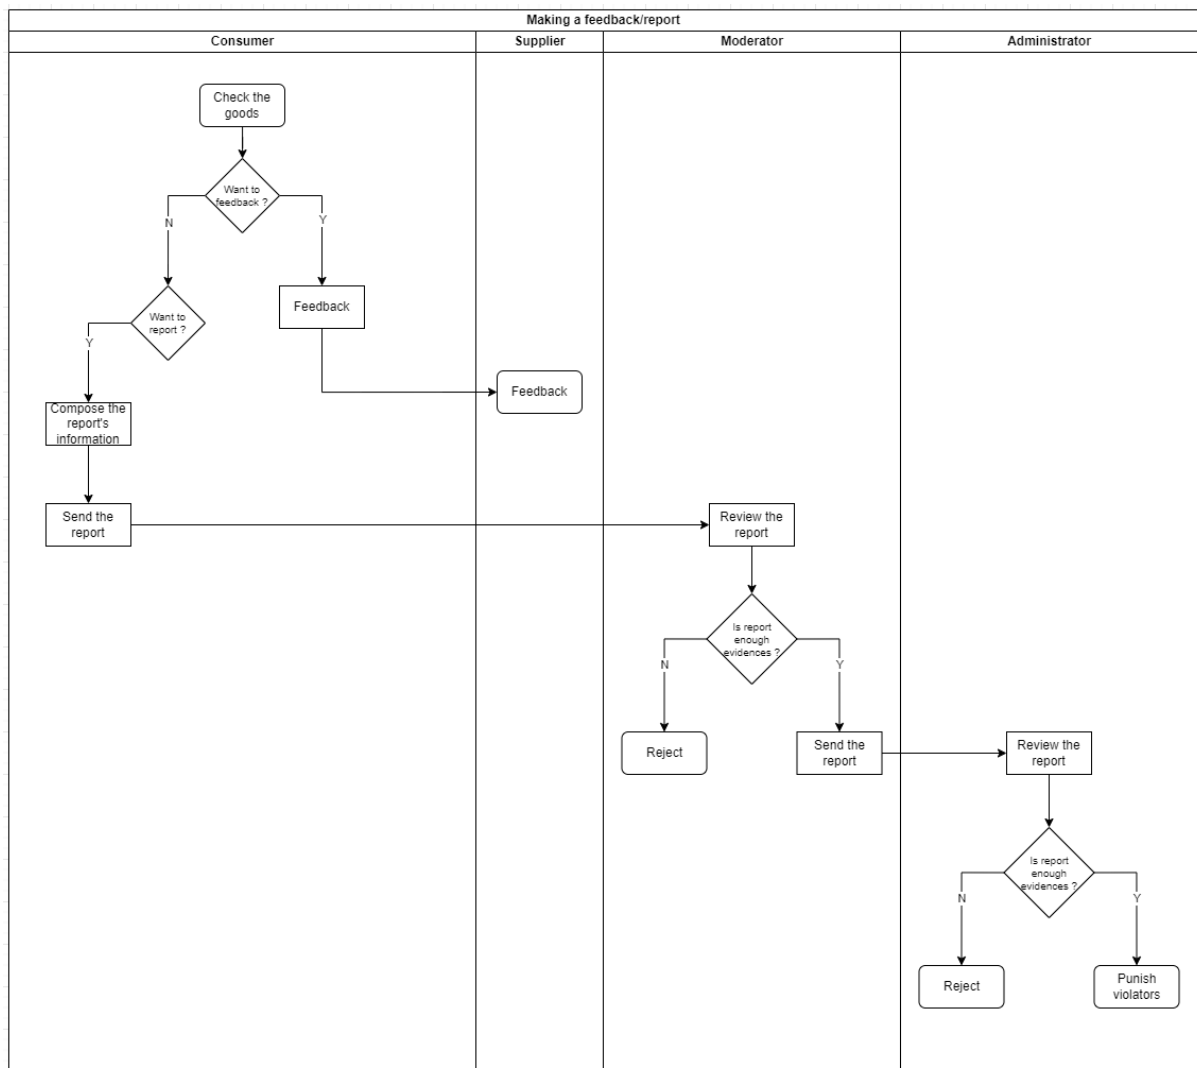 Making a feedback/report
Consumer
Supplier
Moderator
Administrator
Check the
goods
Want to
feedback ?
N
Y
Want to
report ?
Feedback
Y
Feedback
Compose the
report's
information
Send the
report
Review the
report
Is report
enough
evidences ?
N
Y
Reject
Send the
report
Review the
report
Is report
enough
evidences ?
N
Y
Reject
Punish
violators